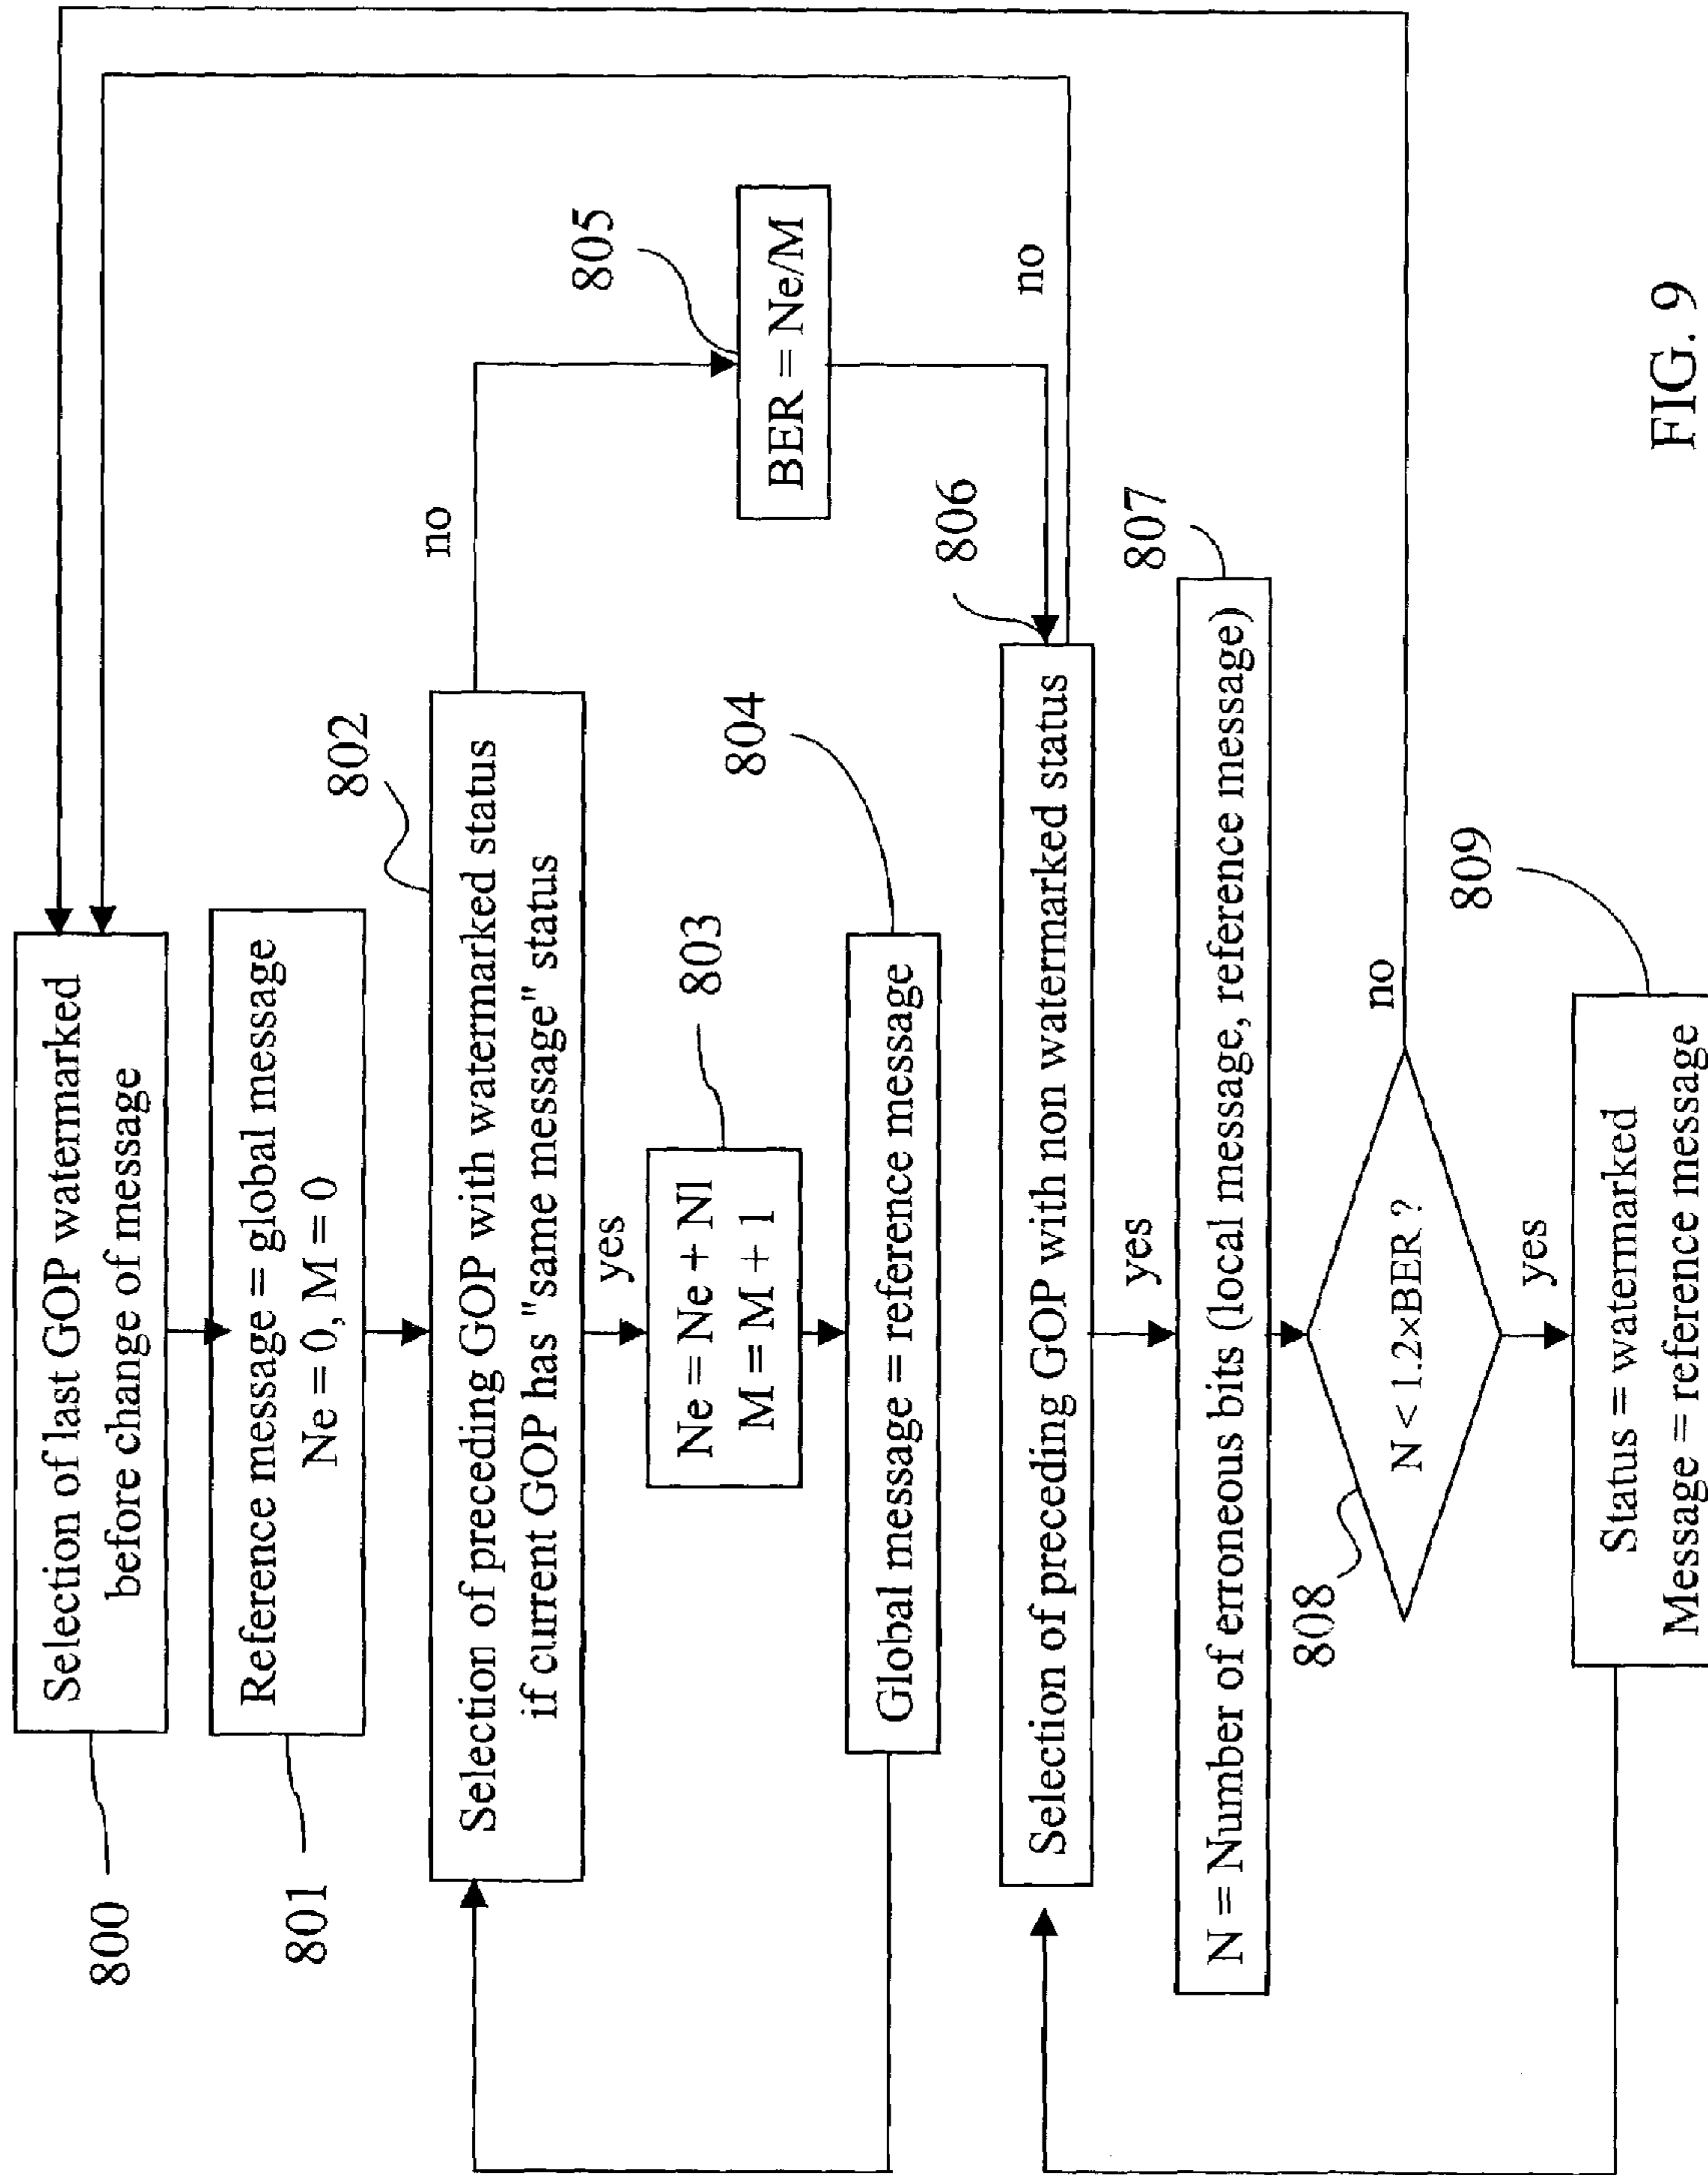 800
Selection of last GOP watermarked
before change of message
801
Reference message = global message
Ne = 0, M = 0
802
Selection of preceding GOP with watermarked status
if current GOP has "same message" status
no
yes
803
Ne = Ne + Nl
M = M + 1
804
Global message = reference message
805
BER = Ne/M
806
Selection of preceding GOP with non watermarked status
no
yes
807
N = Number of erroneous bits (local message, reference message)
808
N < 1.2×BER ?
no
yes
809
Status = watermarked
Message = reference message
FIG. 9